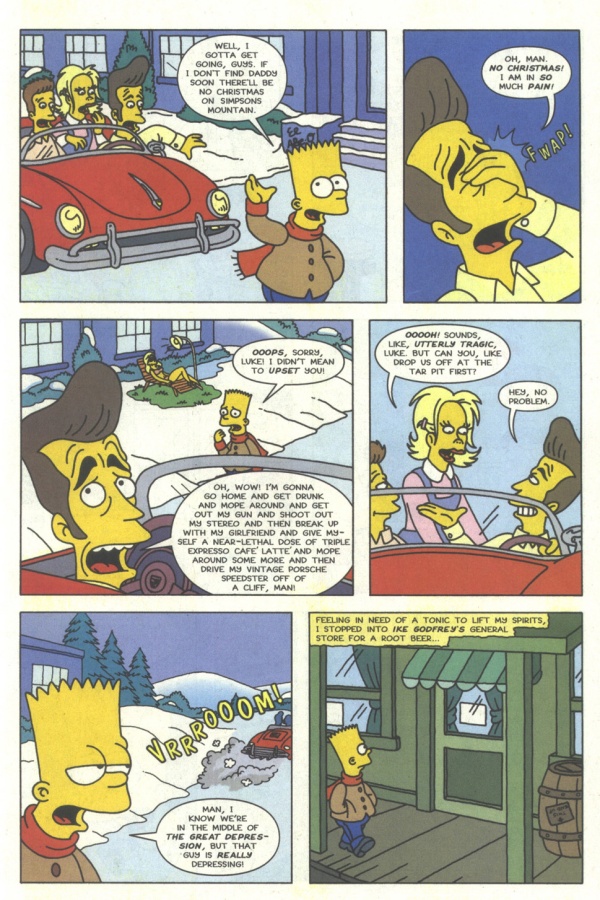 WELL, I
GOTTA GET
GOING, GUYS. IF
I DON'T FIND DADDY
SOON THERE'LL BE
NO CHRISTMAS
ON SIMPSONS
MOUNTAIN.
OH, MAN.
NO CHRISTMAS!
I AM IN SO
MUCH PAIN!
FWAP!
OOOPS, SORRY,
LUKE! I DIDN'T MEAN
TO UPSET YOU!
OH, WOW! I'M GONNA
GO HOME AND GET DRUNK
AND MOPE AROUND AND GET
OUT MY GUN AND SHOOT OUT
MY STEREO AND THEN BREAK UP
WITH MY GIRLFRIEND AND GIVE MY-
SELF A NEAR-LETHAL DOSE OF TRIPLE
EXPRESSO CAFE' LATTE' AND MOPE
AROUND SOME MORE AND THEN
DRIVE MY VINTAGE PORSCHE
SPEEDSTER OFF OF
A CLIFF, MAN!
OOOOH! SOUNDS,
LIKE, UTTERLY TRAGIC,
LUKE. BUT CAN YOU, LIKE
DROP US OFF AT THE
TAR PIT FIRST?
HEY, NO
PROBLEM.
VRRRROOOM!
MAN, I
KNOW WE'RE
IN THE MIDDLE OF
THE GREAT DEPRES-
SION, BUT THAT
GUY IS REALLY
DEPRESSING!
FEELING IN NEED OF A TONIC TO LIFT MY SPIRITS,
I STOPPED INTO IKE GODFREY'S GENERAL
STORE FOR A ROOT BEER...